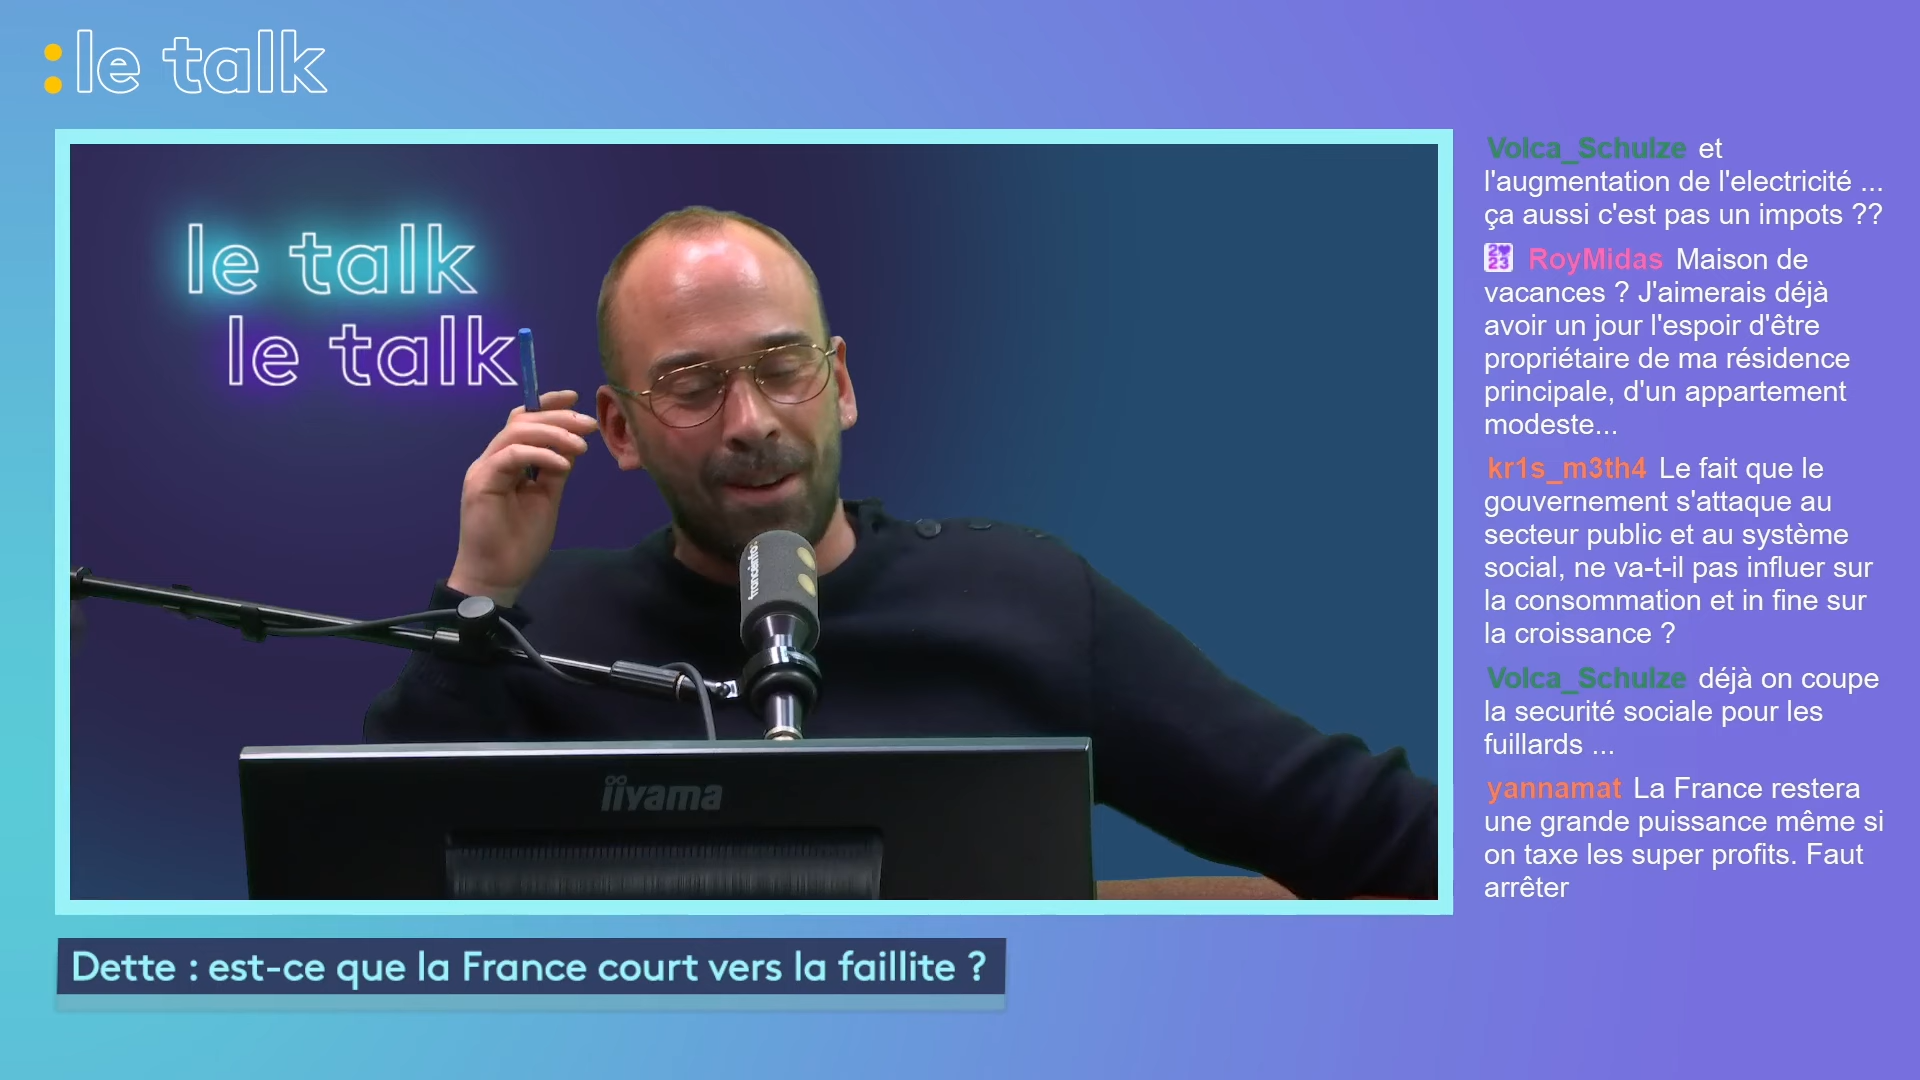 :le talk
le talk
le talk
franceinfo:
iiyama
Dette : est-ce que la France court vers la faillite ?
Volca_Schulze et
l'augmentation de l'electricité ...
ça aussi c'est pas un impots ??
RoyMidas Maison de
vacances ? J'aimerais déjà
avoir un jour l'espoir d'être
propriétaire de ma résidence
principale, d'un appartement
modeste...
kr1s_m3th4 Le fait que le
gouvernement s'attaque au
secteur public et au système
social, ne va-t-il pas influer sur
la consommation et in fine sur
la croissance ?
Volca_Schulze déjà on coupe
la securité sociale pour les
fuillards ...
yannamat La France restera
une grande puissance même si
on taxe les super profits. Faut
arrêter